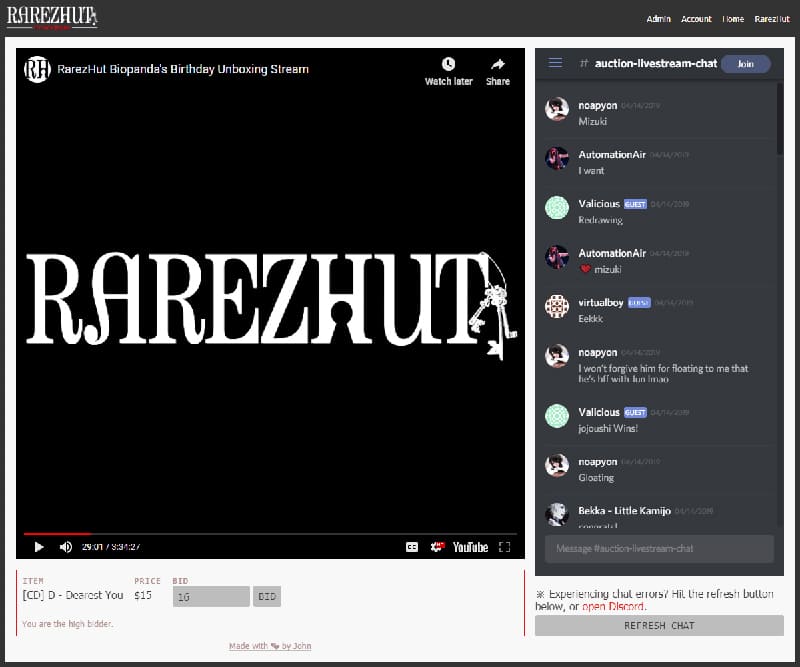 RAREZHUT
Admin Account Home RarezHut
RH RarezHut Biopanda's Birthday Unboxing Stream
Watch later Share
RAREZHUT
29:01 / 3:34:27
CC HD YouTube
# auction-livestream-chat Join
noapyon 04/14/2019
Mizuki
AutomationAir 04/14/2019
I want
Valicious GUEST 04/14/2019
Redrawing
AutomationAir 04/14/2019
❤ mizuki
virtualboy GUEST 04/14/2019
Eekkk
noapyon 04/14/2019
I won't forgive him for floating to me that
he's bff with Jun lmao
Valicious GUEST 04/14/2019
jojoushi Wins!
noapyon 04/14/2019
Gloating
Bekka - Little Kamijo 04/14/2019
congrats!
Message #auction-livestream-chat
ITEM PRICE BID
[CD] D - Dearest You $15 16 BID
You are the high bidder.
※ Experiencing chat errors? Hit the refresh button
below, or open Discord.
REFRESH CHAT
Made with ❤ by John